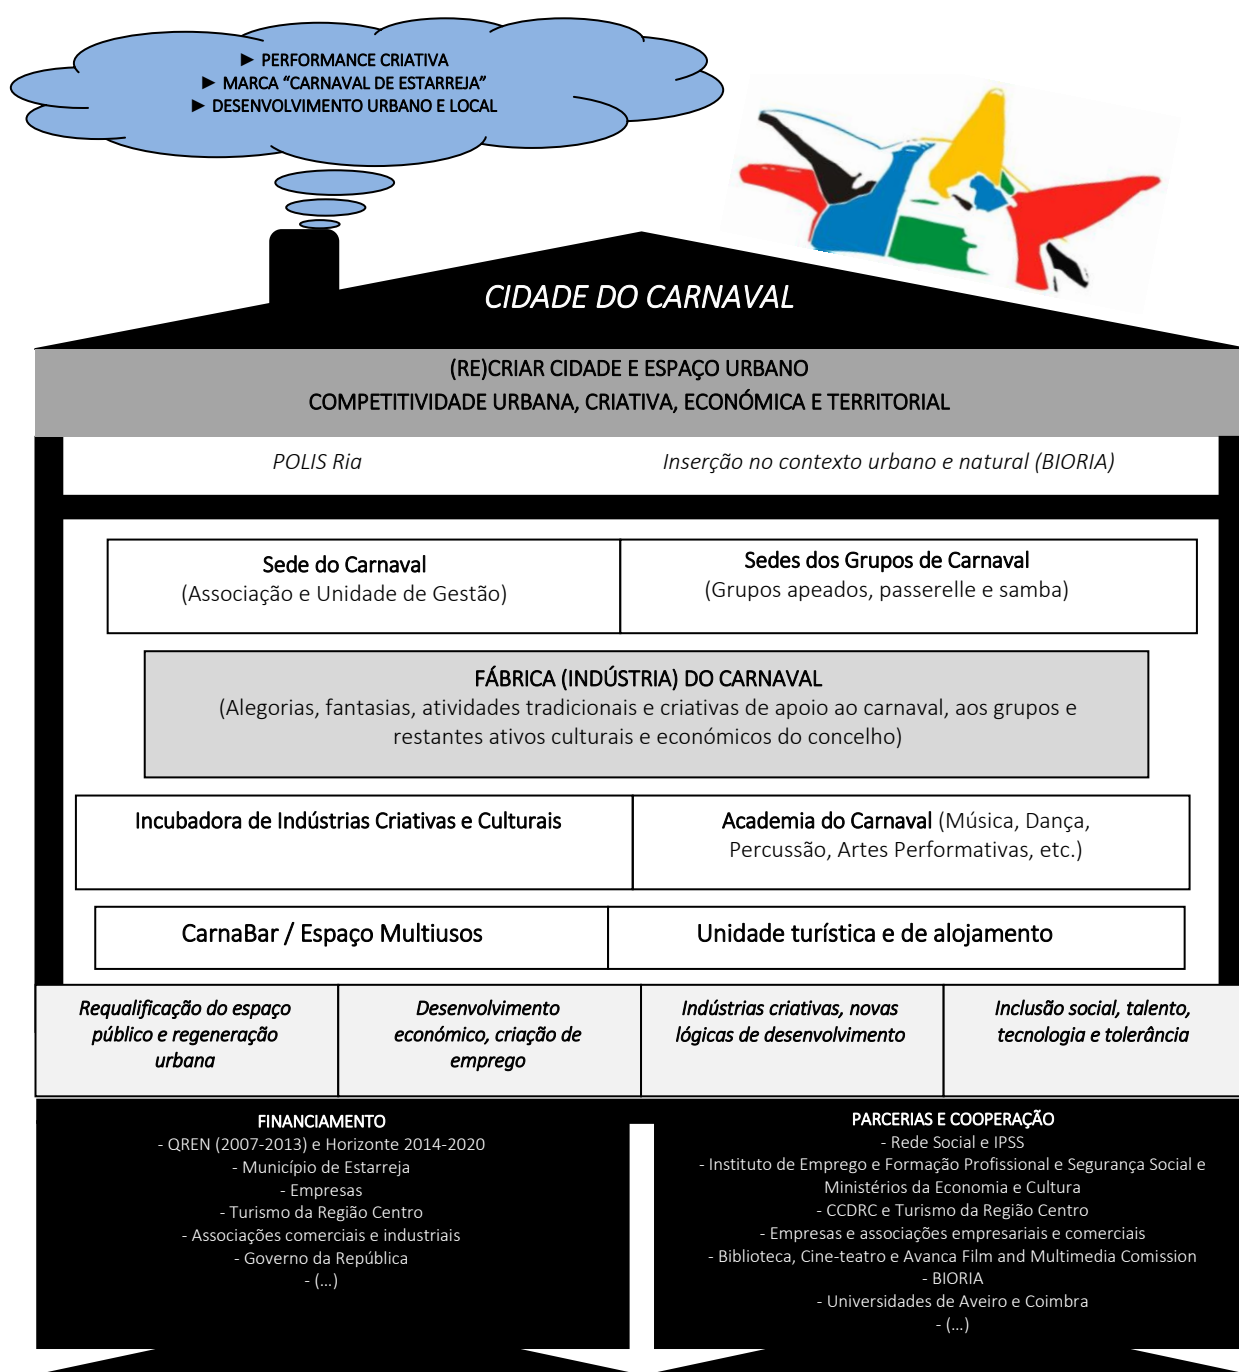 ► PERFORMANCE CRIATIVA
► MARCA “CARNAVAL DE ESTARREJA”
► DESENVOLVIMENTO URBANO E LOCAL
CIDADE DO CARNAVAL
(RE)CRIAR CIDADE E ESPAÇO URBANO
COMPETITIVIDADE URBANA, CRIATIVA, ECONÓMICA E TERRITORIAL
POLIS Ria
Inserção no contexto urbano e natural (BIORIA)
Sede do Carnaval
(Associação e Unidade de Gestão)
Sedes dos Grupos de Carnaval
(Grupos apeados, passerelle e samba)
FÁBRICA (INDÚSTRIA) DO CARNAVAL
(Alegorias, fantasias, atividades tradicionais e criativas de apoio ao carnaval, aos grupos e
restantes ativos culturais e económicos do concelho)
Incubadora de Indústrias Criativas e Culturais
Academia do Carnaval (Música, Dança,
Percussão, Artes Performativas, etc.)
CarnaBar / Espaço Multiusos
Unidade turística e de alojamento
Requalificação do espaço
público e regeneração
urbana
Desenvolvimento
económico, criação de
emprego
Indústrias criativas, novas
lógicas de desenvolvimento
Inclusão social, talento,
tecnologia e tolerância
FINANCIAMENTO
- QREN (2007-2013) e Horizonte 2014-2020
- Município de Estarreja
- Empresas
- Turismo da Região Centro
- Associações comerciais e industriais
- Governo da República
- (...)
PARCERIAS E COOPERAÇÃO
- Rede Social e IPSS
- Instituto de Emprego e Formação Profissional e Segurança Social e
Ministérios da Economia e Cultura
- CCDRC e Turismo da Região Centro
- Empresas e associações empresariais e comerciais
- Biblioteca, Cine-teatro e Avanca Film and Multimedia Comission
- BIORIA
- Universidades de Aveiro e Coimbra
- (...)